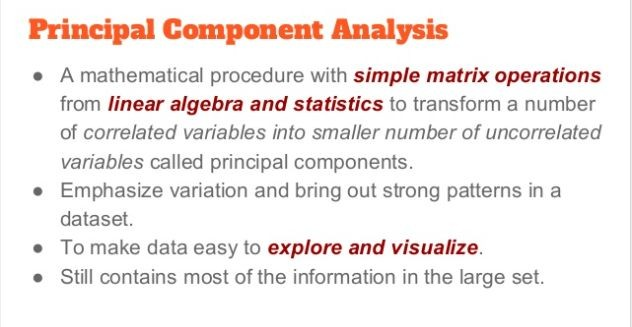 Principal Component Analysis
● A mathematical procedure with simple matrix operations
from linear algebra and statistics to transform a number
of correlated variables into smaller number of uncorrelated
variables called principal components.
● Emphasize variation and bring out strong patterns in a
dataset.
● To make data easy to explore and visualize.
● Still contains most of the information in the large set.